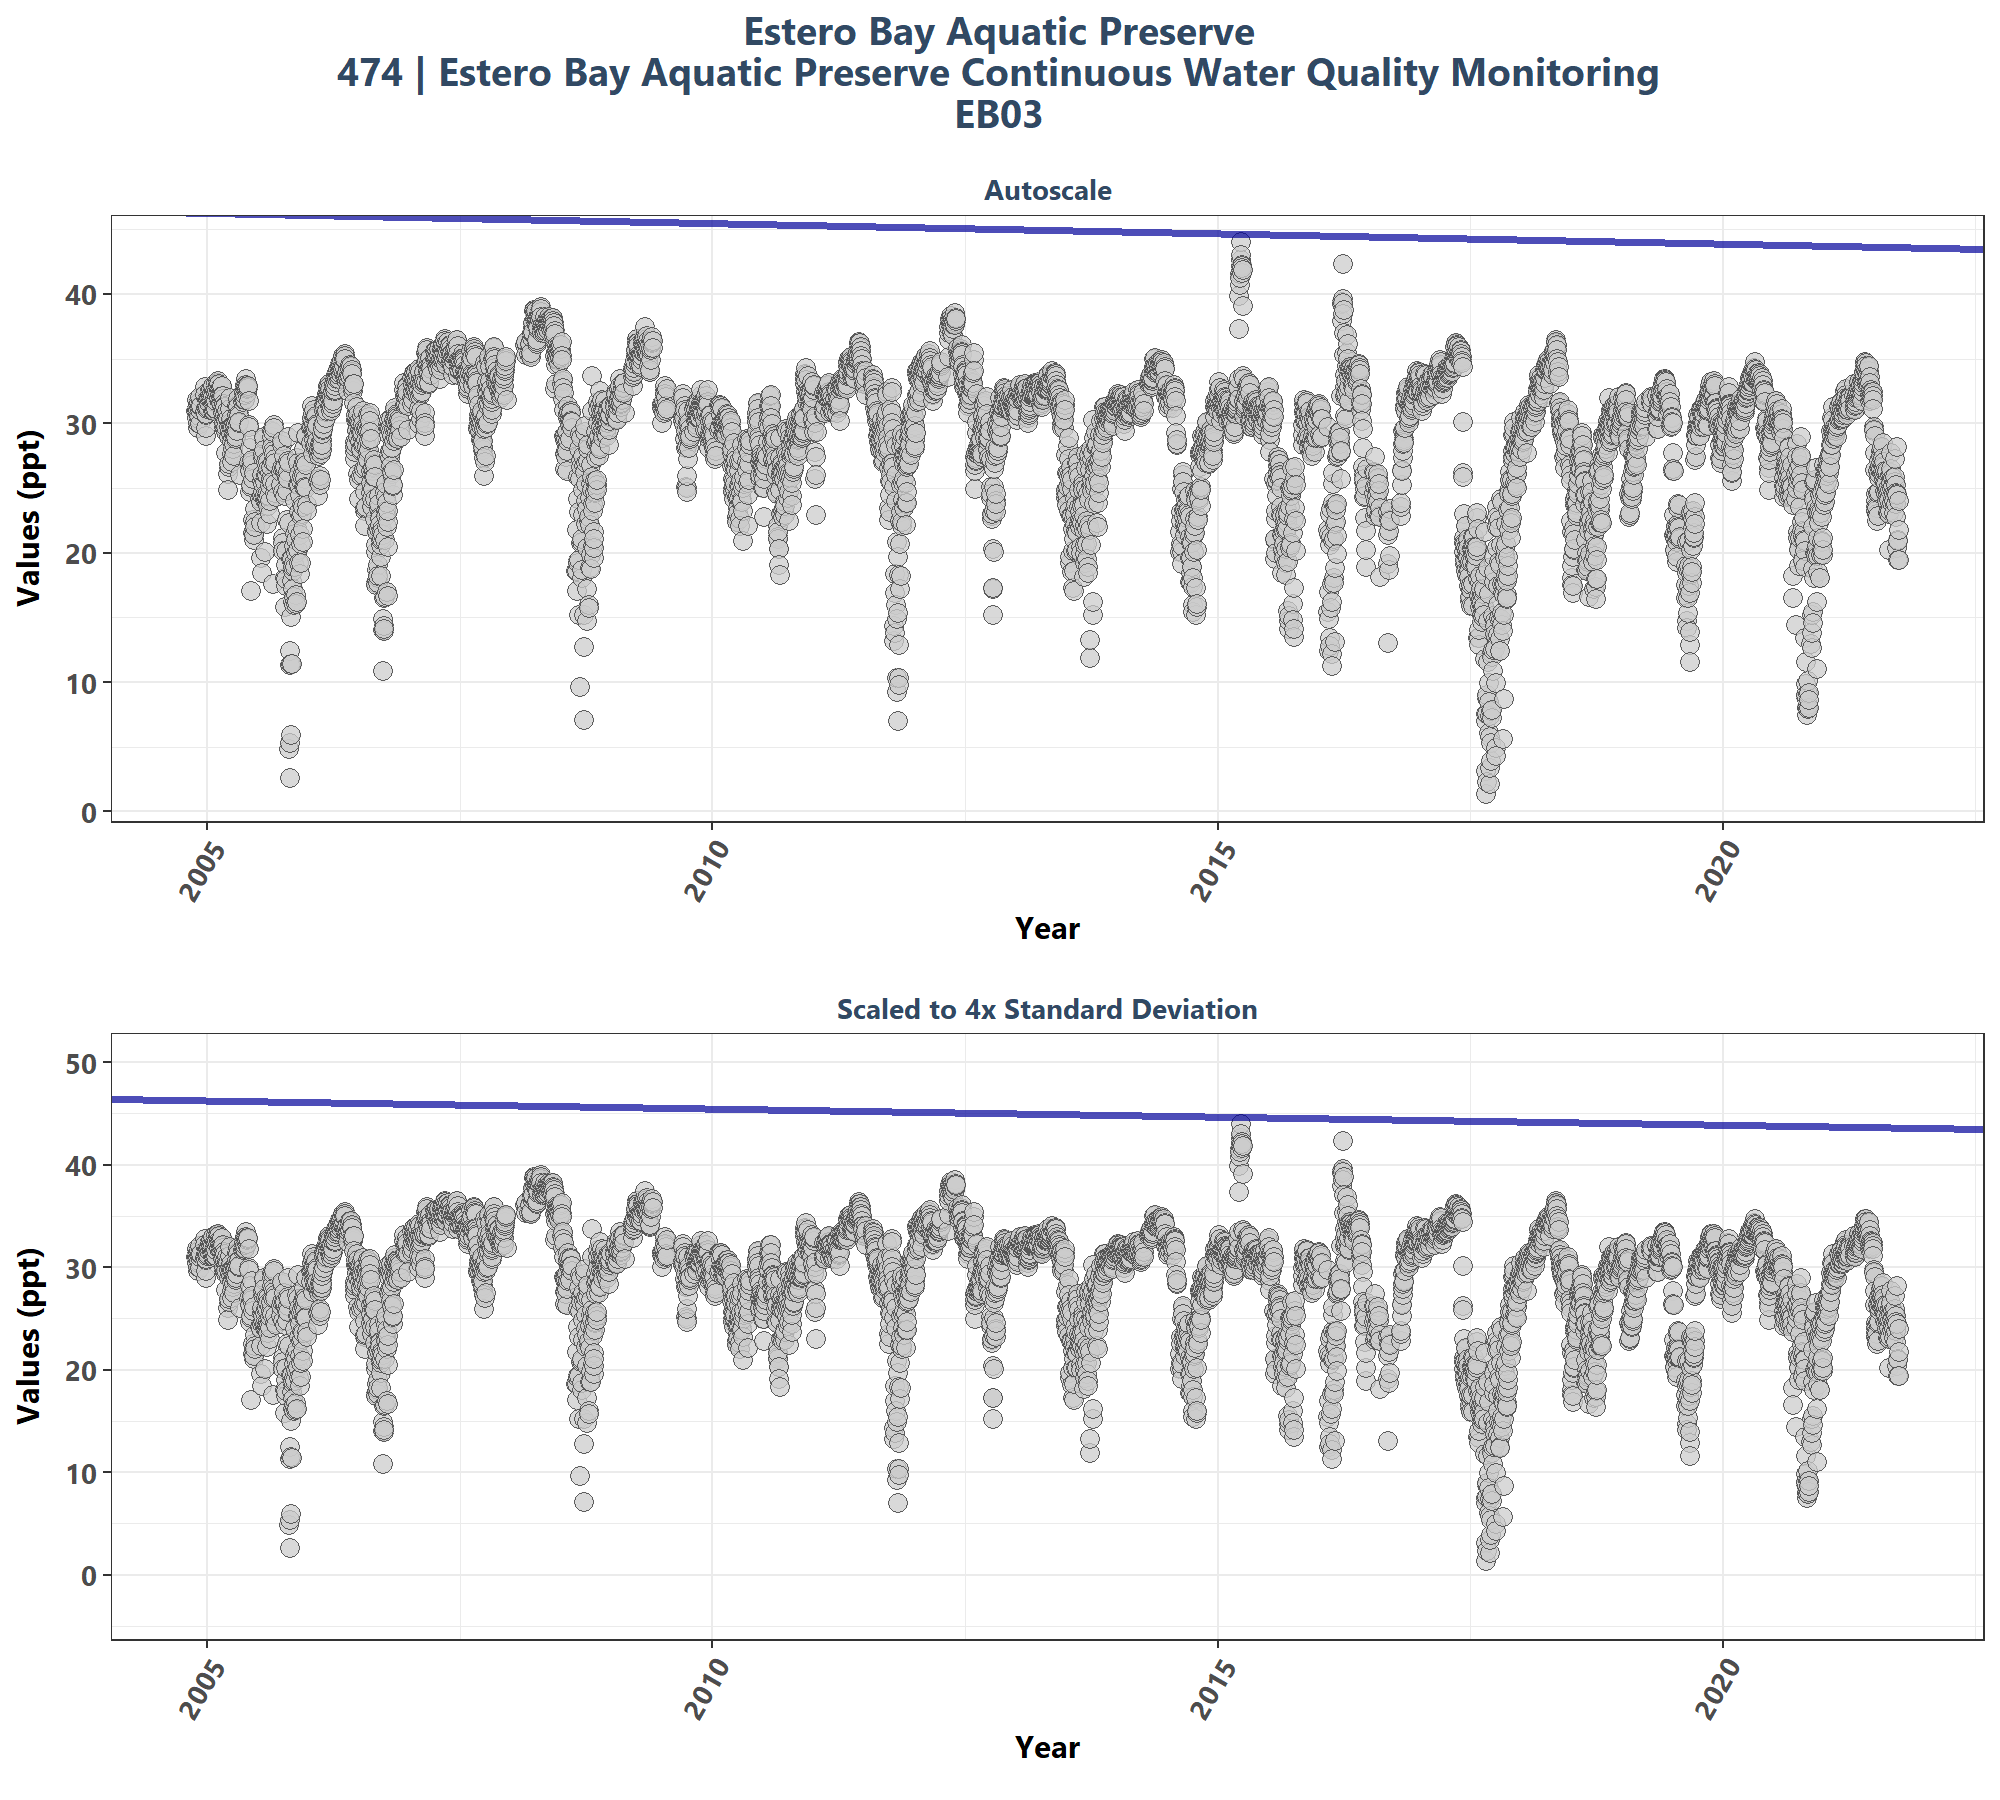 Estero Bay Aquatic Preserve
474 | Estero Bay Aquatic Preserve Continuous Water Quality Monitoring
EB03
Autoscale
Values (ppt)
40
30
20
10
0
2005
2010
2015
2020
Year
Scaled to 4x Standard Deviation
Values (ppt)
50
40
30
20
10
0
2005
2010
2015
2020
Year